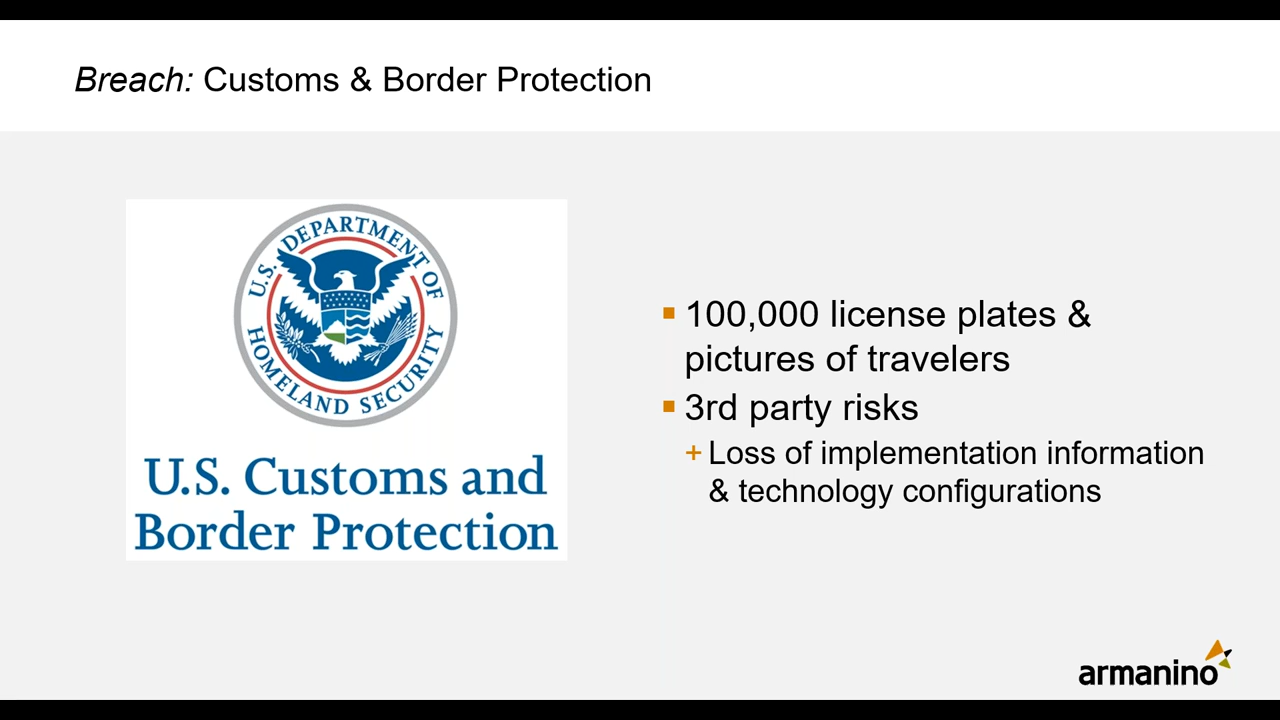 Breach: Customs & Border Protection
U.S. DEPARTMENT OF
HOMELAND SECURITY
U.S. Customs and
Border Protection
100,000 license plates &
pictures of travelers
3rd party risks
+ Loss of implementation information
& technology configurations
armanino